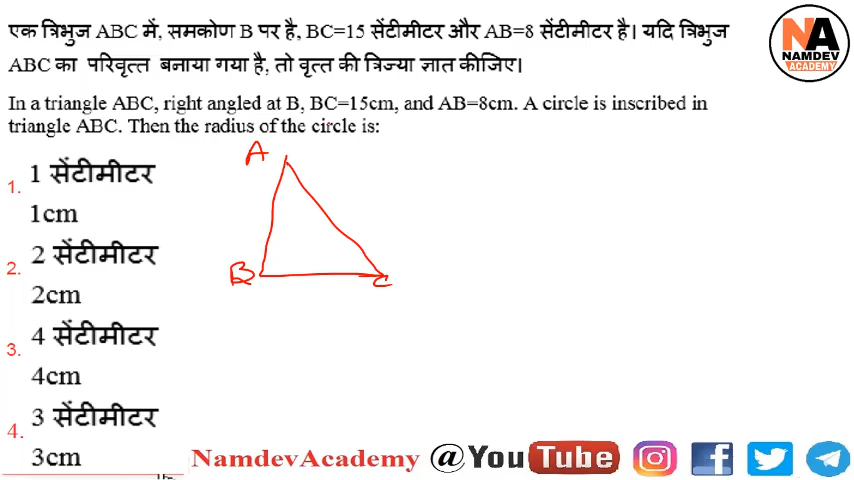 एक त्रिभुज ABC में, समकोण B पर है, BC=15 सेंटीमीटर और AB=8 सेंटीमीटर है। यदि त्रिभुज
ABC का परिवृत्त बनाया गया है, तो वृत्त की त्रिज्या ज्ञात कीजिए।
NA
NAMDEV
ACADEMY
In a triangle ABC, right angled at B, BC=15cm, and AB=8cm. A circle is inscribed in
triangle ABC. Then the radius of the circle is:
A
B
C
1. 1 सेंटीमीटर
1cm
2. 2 सेंटीमीटर
2cm
3. 4 सेंटीमीटर
4cm
4. 3 सेंटीमीटर
3cm
NamdevAcademy @YouTube